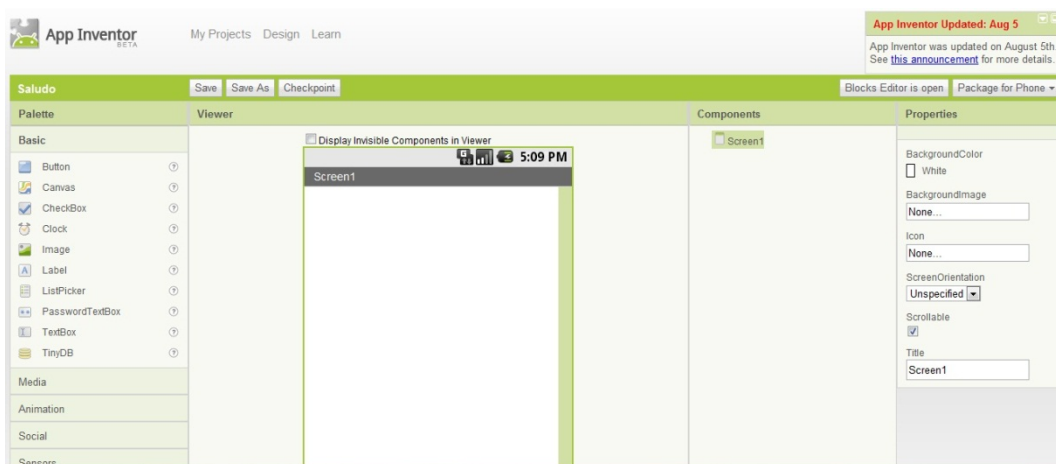 App Inventor
BETA
My Projects Design Learn
App Inventor Updated: Aug 5
App Inventor was updated on August 5th.
See this announcement for more details.
Saludo
Save Save As Checkpoint
Blocks Editor is open Package for Phone
Palette
Viewer
Components
Properties
Basic
Button
Canvas
CheckBox
Clock
Image
Label
ListPicker
PasswordTextBox
TextBox
TinyDB
Media
Animation
Social
Sensors
Display Invisible Components in Viewer
5:09 PM
Screen1
Screen1
BackgroundColor
White
BackgroundImage
None...
Icon
None...
ScreenOrientation
Unspecified
Scrollable
Title
Screen1